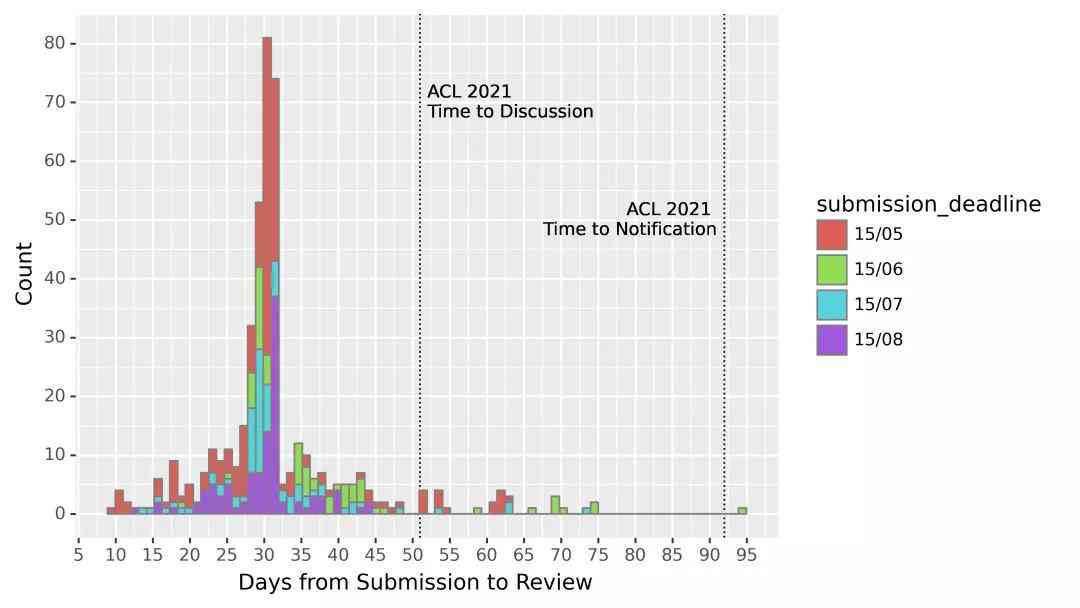 80
70
60
50
40
30
20
10
0
Count
ACL 2021
Time to Discussion
ACL 2021
Time to Notification
5 10 15 20 25 30 35 40 45 50 55 60 65 70 75 80 85 90 95
Days from Submission to Review
submission_deadline
15/05
15/06
15/07
15/08